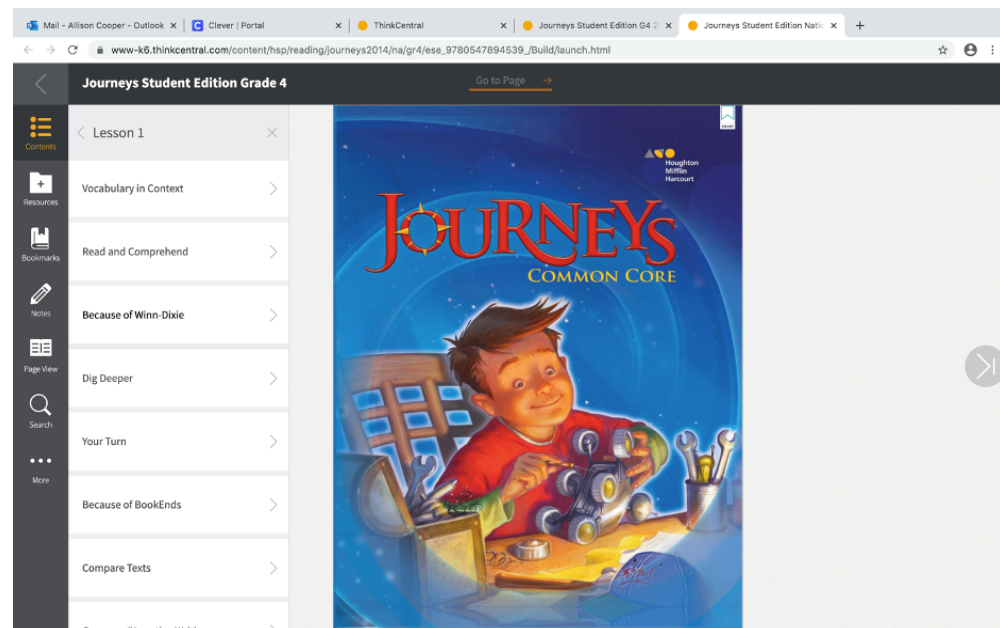 Mail - Allison Cooper - Outlook
Clever | Portal
ThinkCentral
Journeys Student Edition G4 2
Journeys Student Edition Natio
www-k6.thinkcentral.com/content/hsp/reading/journeys2014/na/gr4/ese_9780547894539_/Build/launch.html
Journeys Student Edition Grade 4
Go to Page
Contents
Resources
Bookmarks
Notes
Page View
Search
More
Lesson 1
Vocabulary in Context
Read and Comprehend
Because of Winn-Dixie
Dig Deeper
Your Turn
Because of BookEnds
Compare Texts
Houghton
Mifflin
Harcourt
JOURNEYS
COMMON CORE